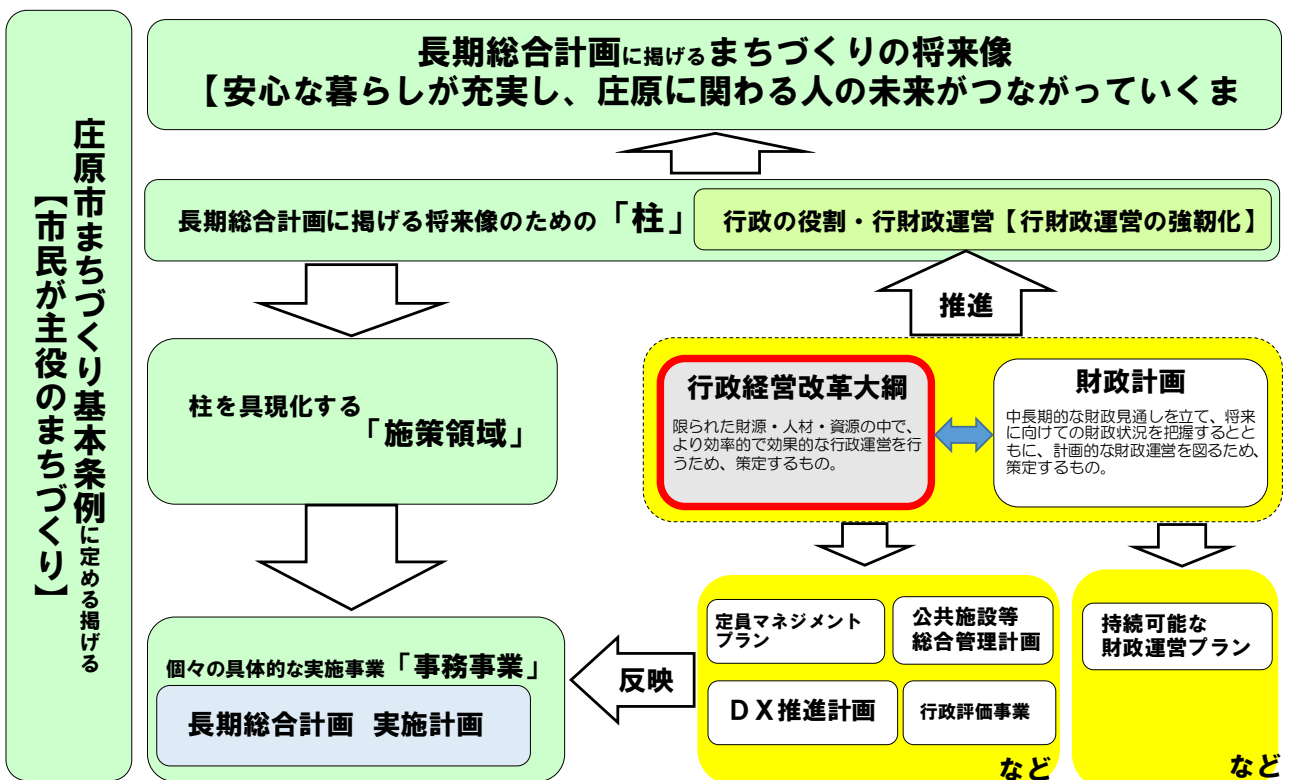 庄原市まちづくり基本条例に定める掲げる
【市民が主役のまちづくり】
長期総合計画に掲げるまちづくりの将来像
【安心な暮らしが充実し、庄原に関わる人の未来がつながっていくま
長期総合計画に掲げる将来像のための「柱」
行政の役割・行財政運営【行財政運営の強靭化】
推進
柱を具現化する
「施策領域」
行政経営改革大綱
限られた財源・人材・資源の中で、
より効率的で効果的な行政運営を行
うため、策定するもの。
財政計画
中長期的な財政見通しを立て、将来
に向けての財政状況を把握するとと
もに、計画的な財政運営を図るため、
策定するもの。
個々の具体的な実施事業「事務事業」
長期総合計画 実施計画
反映
定員マネジメント
プラン
公共施設等
総合管理計画
ＤＸ推進計画
行政評価事業
など
持続可能な
財政運営プラン
など